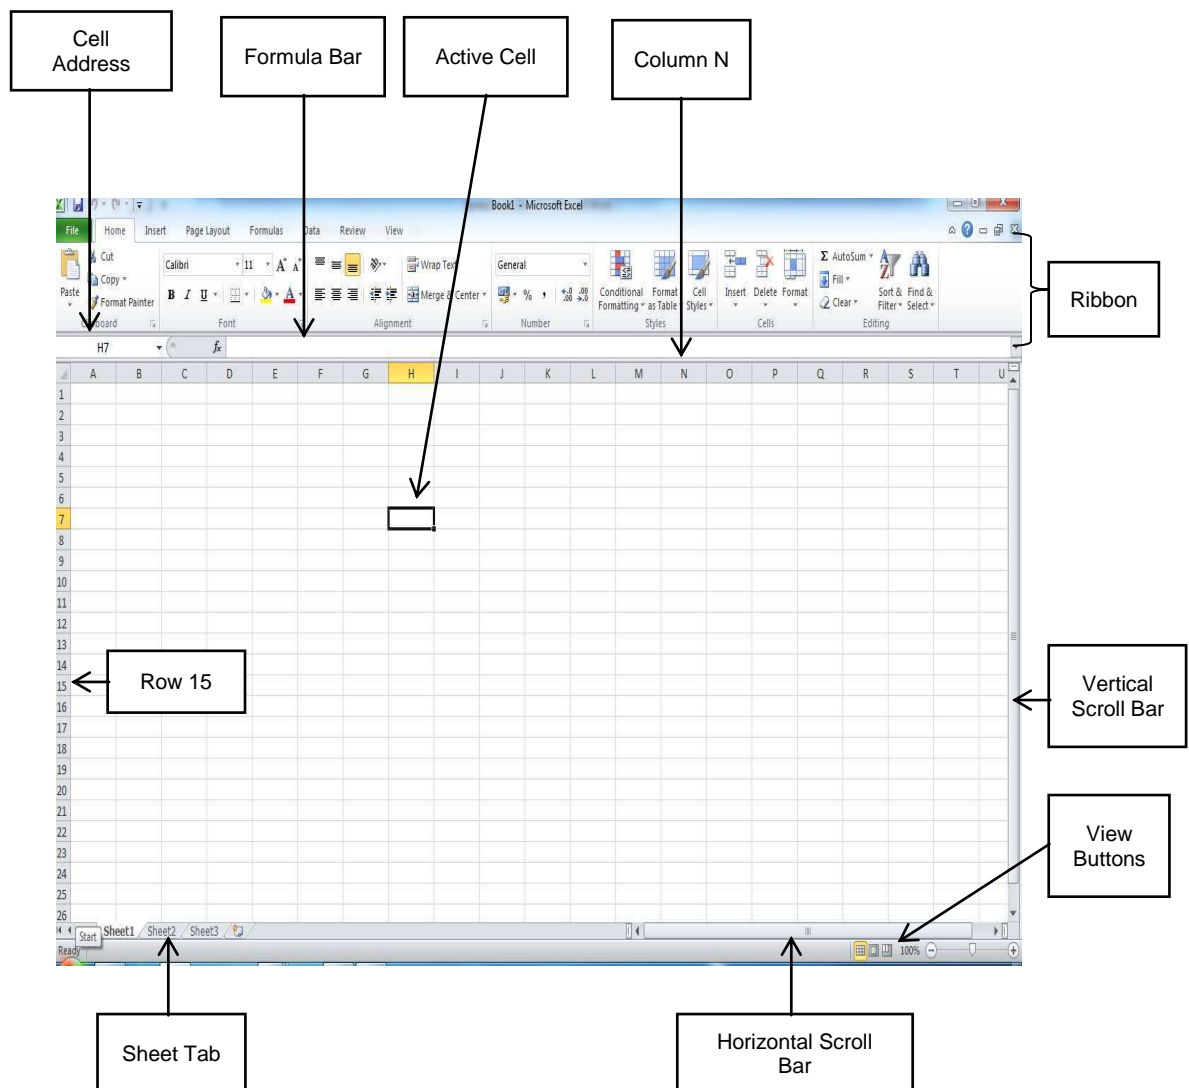 Cell
Address
Formula Bar
Active Cell
Column N
Book1 - Microsoft Excel
File Home Insert Page Layout Formulas Data Review View
Cut
Copy
Format Painter
Paste
Calibri 11
B I U
Wrap Text
Merge & Center
General
% ,
Conditional Formatting
Format as Table
Cell Styles
Insert Delete Format
Σ AutoSum
Fill
Clear
Sort & Filter
Find & Select
Clipboard Font Alignment Number Styles Cells Editing
Ribbon
H7 fx
A B C D E F G H I J K L M N O P Q R S T U
1
2
3
4
5
6
7
8
9
10
11
12
13
14
15
16
17
18
19
20
21
22
23
24
25
26
Row 15
Vertical
Scroll Bar
View
Buttons
Start Sheet1 Sheet2 Sheet3
Ready 100%
Sheet Tab
Horizontal Scroll
Bar